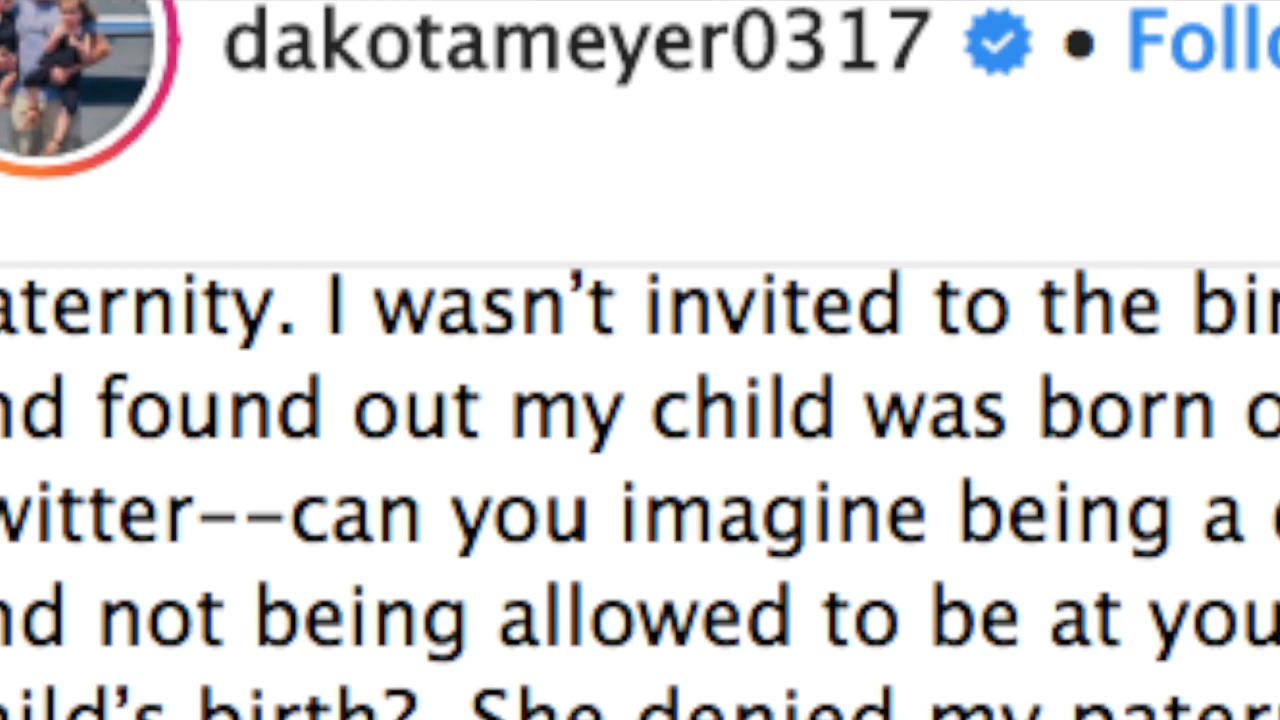 dakotameyer0317 • Follo
aternity. I wasn’t invited to the bir
nd found out my child was born o
witter--can you imagine being a
nd not being allowed to be at you
hild’s birth? She denied my pater